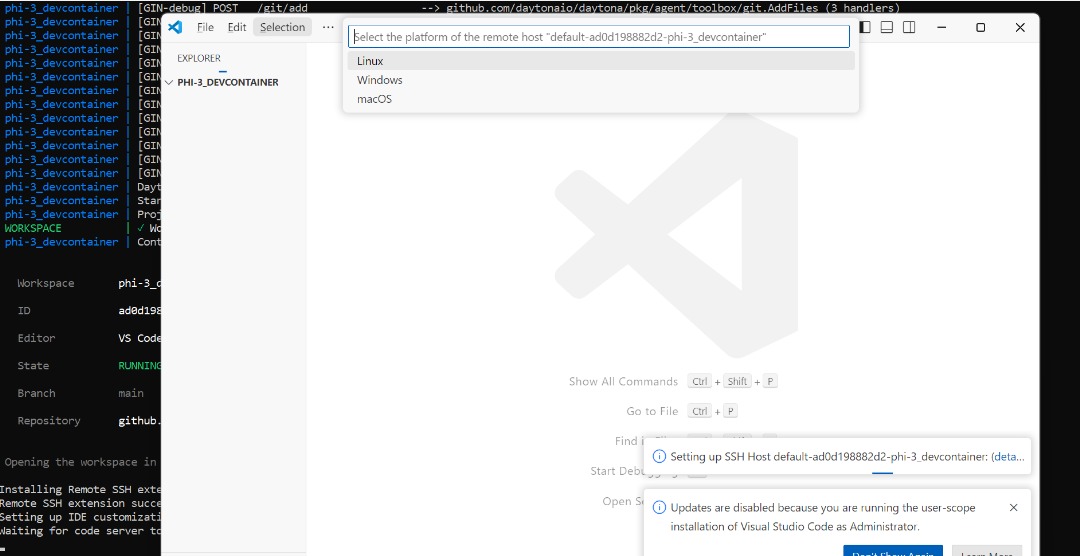 phi-3_devcontainer | [GIN-debug] POST /git/add --> github.com/daytonaio/daytona/pkg/agent/toolbox/git.AddFiles (3 handlers)
phi-3_devcontainer | [GIN
phi-3_devcontainer | [GIN
phi-3_devcontainer | [GIN
phi-3_devcontainer | [GIN
phi-3_devcontainer | [GIN
phi-3_devcontainer | [GIN
phi-3_devcontainer | [GIN
phi-3_devcontainer | [GIN
phi-3_devcontainer | [GIN
phi-3_devcontainer | [GIN
phi-3_devcontainer | [GIN
phi-3_devcontainer | [GIN
phi-3_devcontainer | Dayt
phi-3_devcontainer | Star
phi-3_devcontainer | Proj
WORKSPACE | ✓ Wo
phi-3_devcontainer | Cont
Workspace phi-3_d
ID ad0d198
Editor VS Code
State RUNNING
Branch main
Repository github.
Opening the workspace in
Installing Remote SSH exte
Remote SSH extension succe
Setting up IDE customizati
Waiting for code server to
File Edit Selection ...
Select the platform of the remote host "default-ad0d198882d2-phi-3_devcontainer"
Linux
Windows
macOS
EXPLORER
PHI-3_DEVCONTAINER
Show All Commands Ctrl + Shift + P
Go to File Ctrl + P
Find i
Start Debugg
Open Se
Setting up SSH Host default-ad0d198882d2-phi-3_devcontainer: (deta...
Updates are disabled because you are running the user-scope
installation of Visual Studio Code as Administrator.
Don't Show Again Learn More